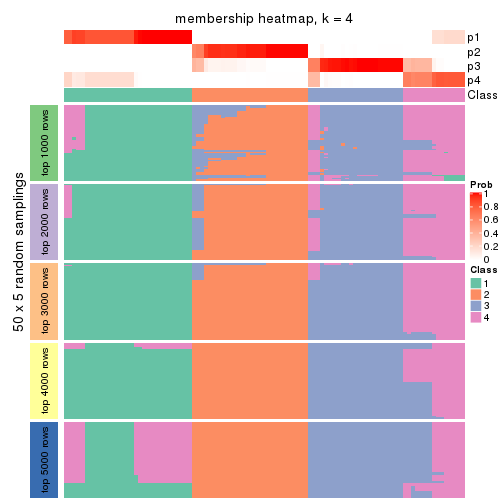 membership heatmap, k = 4
p1
p2
p3
p4
Class
50 x 5 random samplings
top 1000 rows
top 2000 rows
top 3000 rows
top 4000 rows
top 5000 rows
Prob
1
0.8
0.6
0.4
0.2
0
Class
1
2
3
4